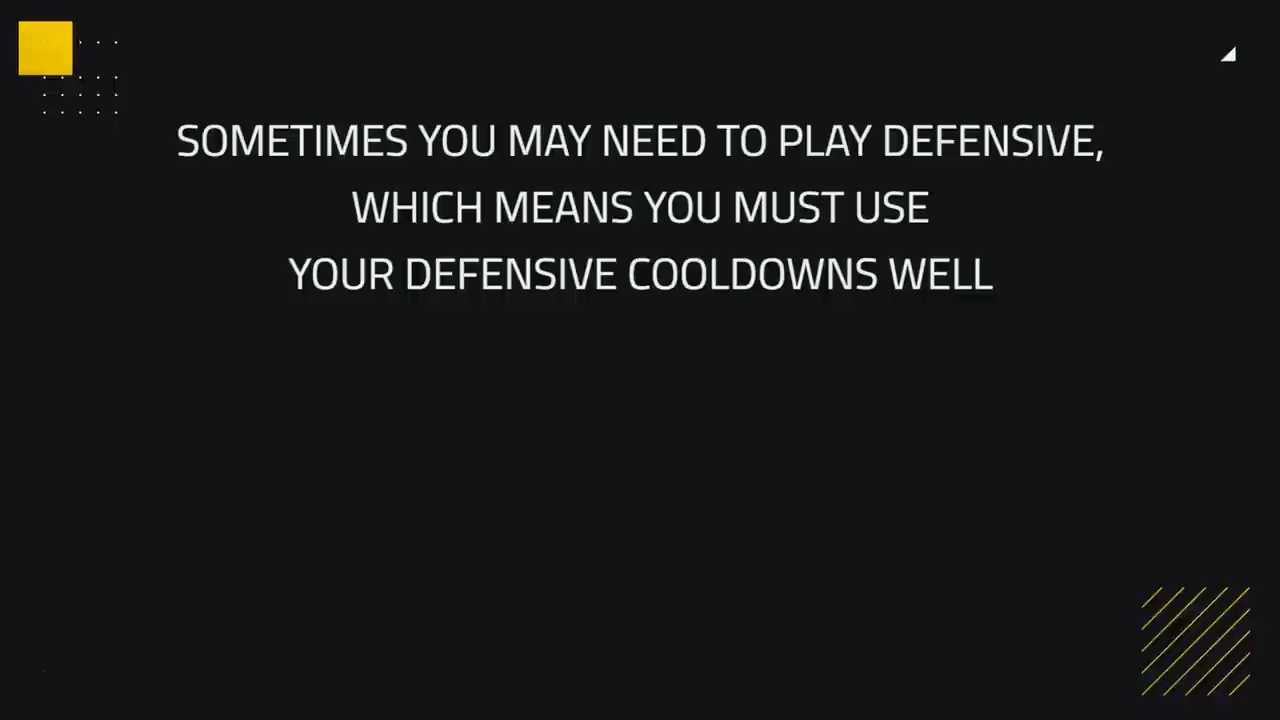 SOMETIMES YOU MAY NEED TO PLAY DEFENSIVE,
WHICH MEANS YOU MUST USE
YOUR DEFENSIVE COOLDOWNS WELL